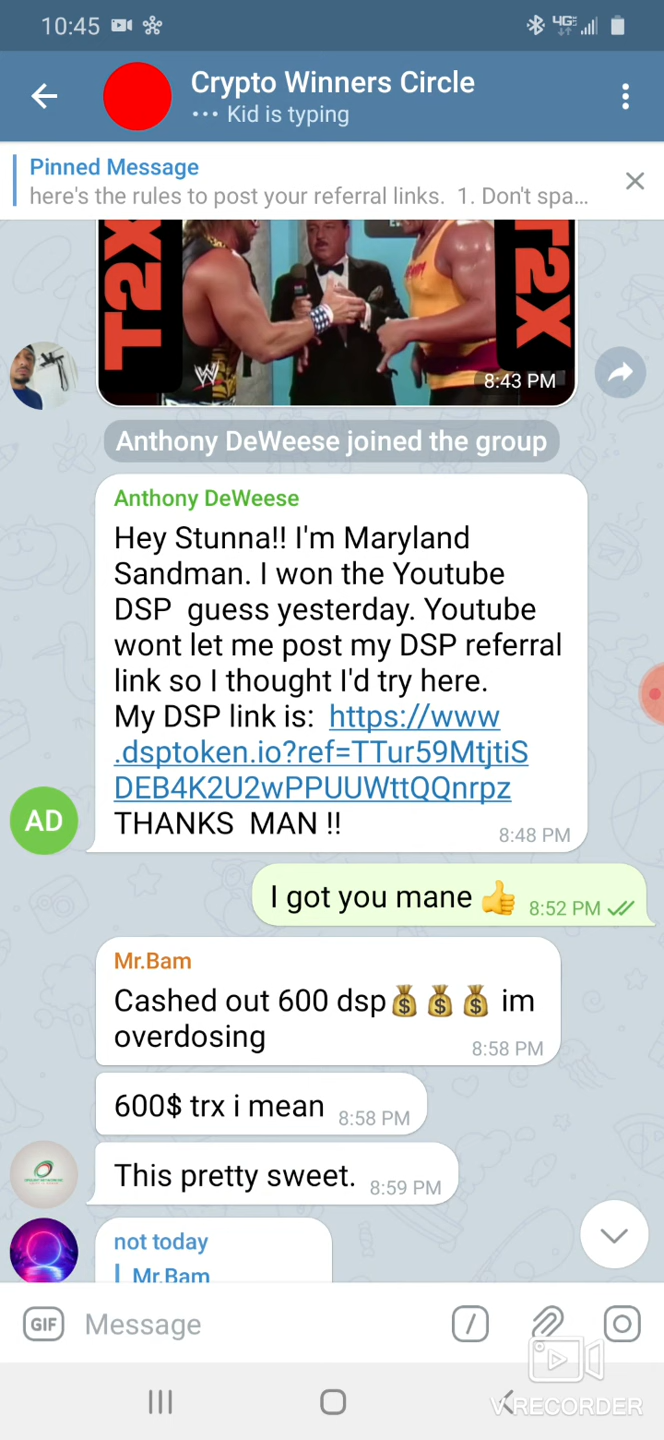 10:45
4GE
Crypto Winners Circle
Kid is typing
Pinned Message
here's the rules to post your referral links. 1. Don't spa...
T2X
T2X
W
8:43 PM
Anthony DeWeese joined the group
Anthony DeWeese
Hey Stunna!! I'm Maryland
Sandman. I won the Youtube
DSP guess yesterday. Youtube
wont let me post my DSP referral
link so I thought I'd try here.
My DSP link is: https://www
.dsptoken.io?ref=TTur59MtjtiS
DEB4K2U2wPPUUWttQQnrpz
THANKS MAN !!
8:48 PM
AD
I got you mane 👍 8:52 PM
Mr.Bam
Cashed out 600 dsp💰💰💰 im
overdosing
8:58 PM
600$ trx i mean 8:58 PM
This pretty sweet. 8:59 PM
not today
Mr.Bam
GIF Message
V RECORDER